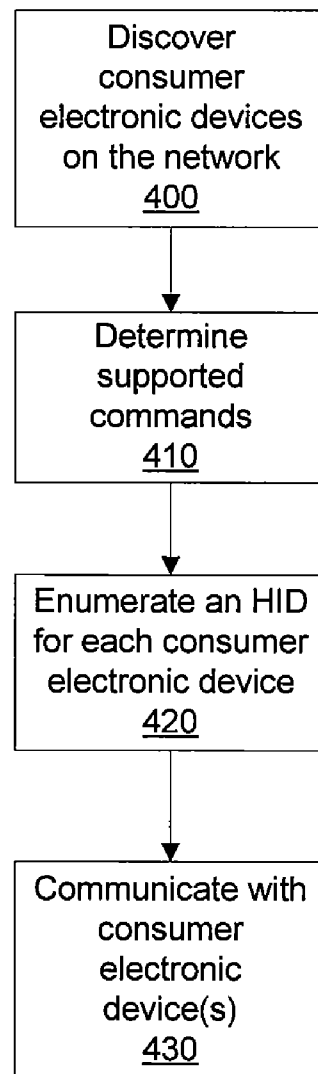 Discover
consumer
electronic devices
on the network
400
Determine
supported
commands
410
Enumerate an HID
for each consumer
electronic device
420
Communicate with
consumer
electronic
device(s)
430